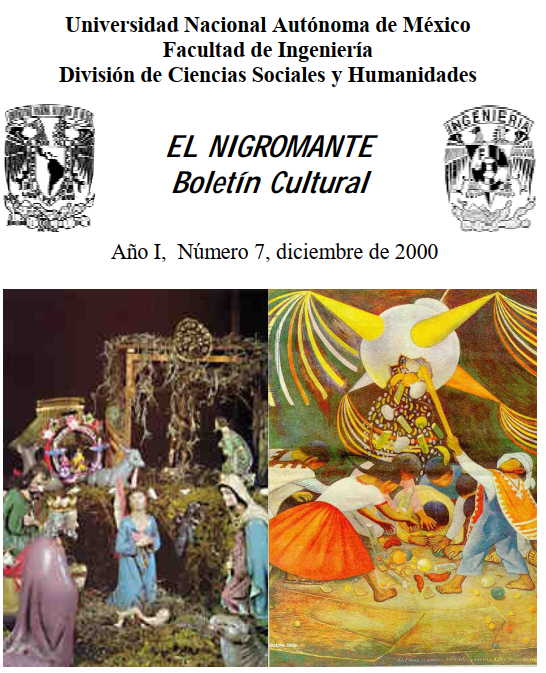 Universidad Nacional Autónoma de México
Facultad de Ingeniería
División de Ciencias Sociales y Humanidades
INGENIERIA
EL NIGROMANTE
Boletín Cultural
Año I, Número 7, diciembre de 2000